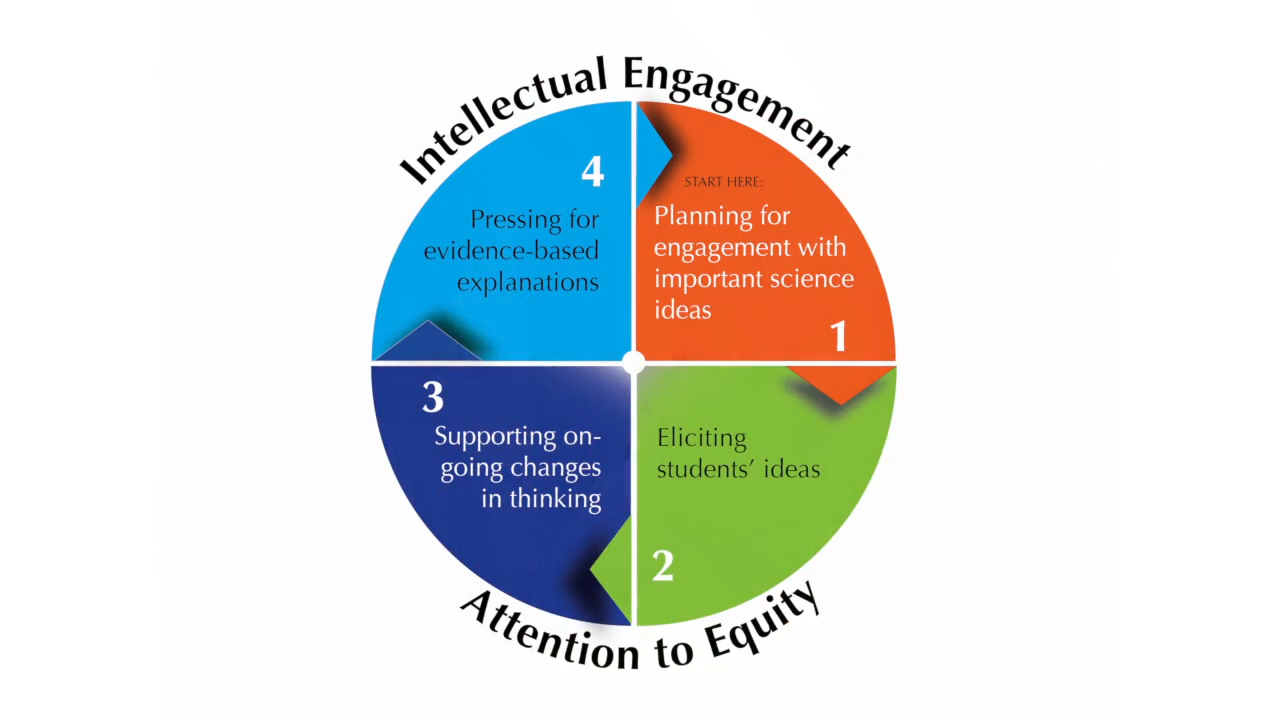 Intellectual Engagement
START HERE:
Planning for
engagement with
important science
ideas
1
Eliciting
students’ ideas
2
3
Supporting on-
going changes
in thinking
4
Pressing for
evidence-based
explanations
Attention to Equity